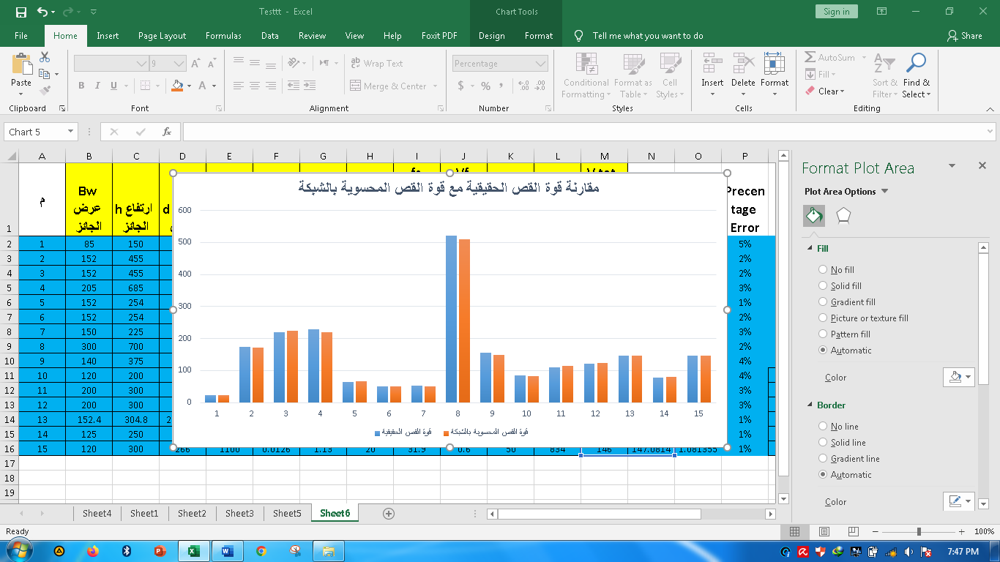 Testtt - Excel
Chart Tools
Sign in
File Home Insert Page Layout Formulas Data Review View Help Foxit PDF Design Format Tell me what you want to do Share
Paste
9
B I U
Wrap Text
Merge & Center
Percentage
$ % ,
Conditional Formatting
Format as Table
Cell Styles
Insert Delete Format
AutoSum
Fill
Clear
Sort & Filter
Find & Select
Clipboard Font Alignment Number Styles Cells Editing
Chart 5
fx
A B C D E F G H I J K L M N O P
1
م
Bw
عرض
الجائز
ارتفاع h
الجائز
d
Precen
tage
Error
2 1 85 150 5%
3 2 152 455 2%
4 3 152 455 2%
5 4 205 685 3%
6 5 152 254 1%
7 6 152 254 2%
8 7 150 225 3%
9 8 300 700 2%
10 9 140 375 4%
11 10 120 200 4%
12 11 200 300 3%
13 12 200 300 3%
14 13 152.4 304.8 2 1%
15 14 125 250 1%
16 15 120 300 266 1100 0.0126 1.13 20 31.9 0.6 50 834 146 147.0814 1.081355 1%
17
18
19
مقارنة قوة القص الحقيقية مع قوة القص المحسوية بالشبكة
600
500
400
300
200
100
0
1 2 3 4 5 6 7 8 9 10 11 12 13 14 15
قوة القص الحقيقية
قوة القص المحسوية بالشبكة
Format Plot Area
Plot Area Options
Fill
No fill
Solid fill
Gradient fill
Picture or texture fill
Pattern fill
Automatic
Color
Border
No line
Solid line
Gradient line
Automatic
Color
Sheet4 Sheet1 Sheet2 Sheet3 Sheet5 Sheet6
Ready
100%
7:47 PM